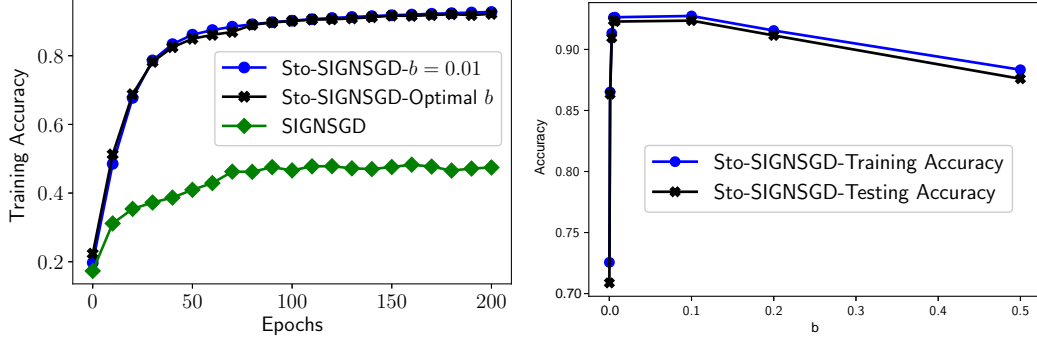 0.8
0.6
0.4
0.2
Training Accuracy
Sto-SIGNSGD-b = 0.01
Sto-SIGNSGD-Optimal b
SIGNSGD
0 50 100 150 200
Epochs
0.90
0.85
0.80
0.75
0.70
Accuracy
Sto-SIGNSGD-Training Accuracy
Sto-SIGNSGD-Testing Accuracy
0.0 0.1 0.2 0.3 0.4 0.5
b